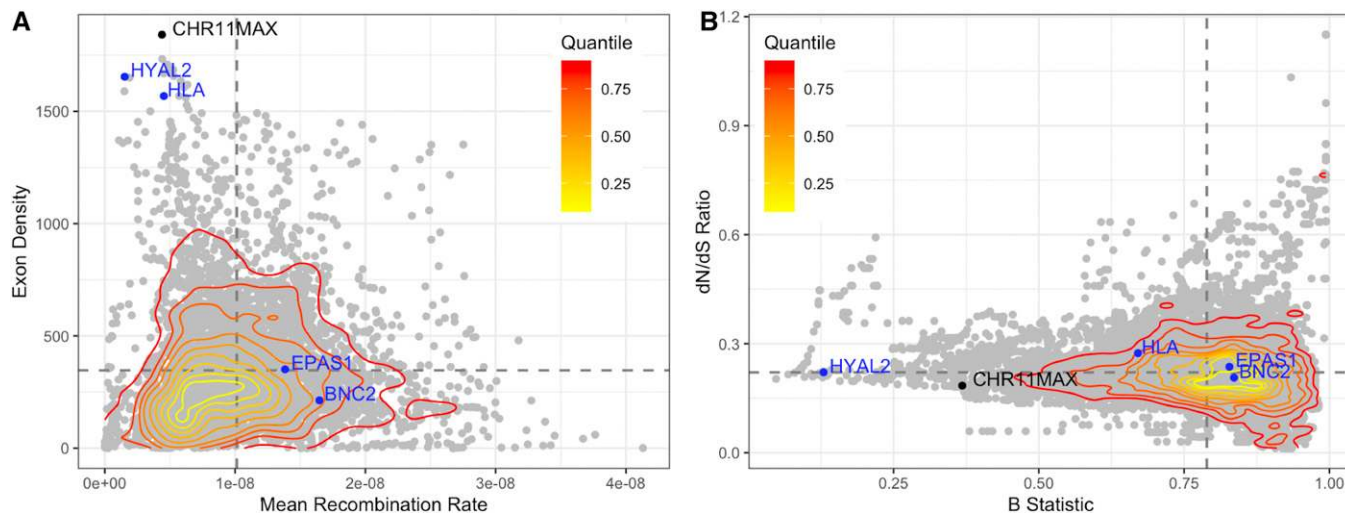 A
CHR11MAX
HYAL2
HLA
EPAS1
BNC2
Quantile
0.75
0.50
0.25
1500
1000
500
0
Exon Density
0e+00 1e-08 2e-08 3e-08 4e-08
Mean Recombination Rate
B
Quantile
0.75
0.50
0.25
HYAL2
CHR11MAX
HLA
EPAS1
BNC2
1.2
0.9
0.6
0.3
0.0
dN/dS Ratio
0.25 0.50 0.75 1.00
B Statistic